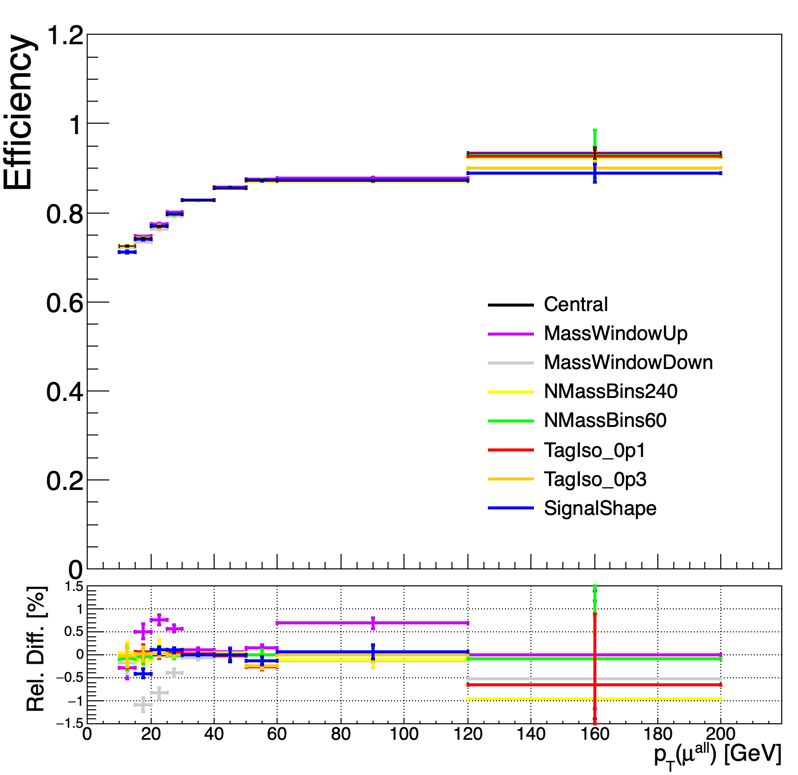 Efficiency
1.2
1
0.8
0.6
0.4
0.2
0
Central
MassWindowUp
MassWindowDown
NMassBins240
NMassBins60
TagIso_0p1
TagIso_0p3
SignalShape
Rel. Diff. [%]
1.5
1
0.5
0
−0.5
−1
−1.5
0 20 40 60 80 100 120 140 160 180 200
p_T(μ^all) [GeV]